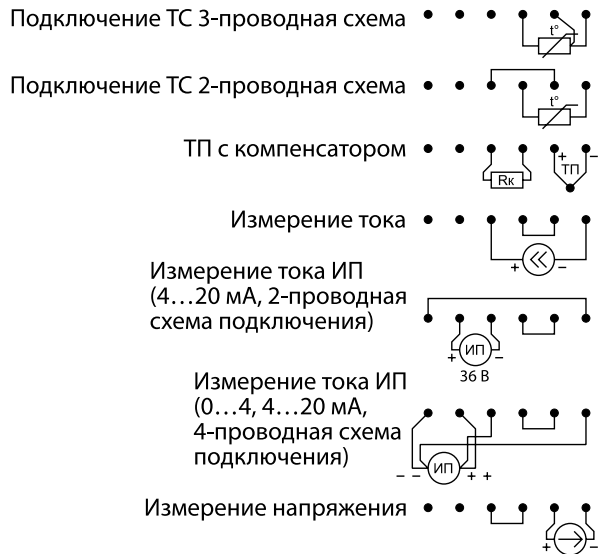 Подключение ТС 3-проводная схема
t°
Подключение ТС 2-проводная схема
t°
ТП с компенсатором
Rк
+ ТП −
Измерение тока
+ −
Измерение тока ИП
(4…20 мА, 2-проводная
схема подключения)
+ ИП −
36 В
Измерение тока ИП
(0…4, 4…20 мА,
4-проводная схема
подключения)
− − ИП + +
Измерение напряжения
+ −